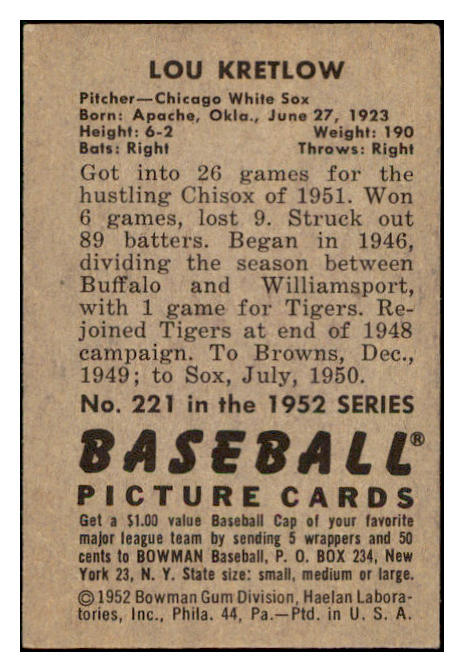 LOU KRETLOW
Pitcher—Chicago White Sox
Born: Apache, Okla., June 27, 1923
Height: 6-2 Weight: 190
Bats: Right Throws: Right
Got into 26 games for the
hustling Chisox of 1951. Won
6 games, lost 9. Struck out
89 batters. Began in 1946,
dividing the season between
Buffalo and Williamsport,
with 1 game for Tigers. Re-
joined Tigers at end of 1948
campaign. To Browns, Dec.,
1949; to Sox, July, 1950.
No. 221 in the 1952 SERIES
BASEBALL®
PICTURE CARDS
Get a $1.00 value Baseball Cap of your favorite
major league team by sending 5 wrappers and 50
cents to BOWMAN Baseball, P. O. BOX 234, New
York 23, N. Y. State size: small, medium or large.
©1952 Bowman Gum Division, Haelan Labora-
tories, Inc., Phila. 44, Pa.—Ptd. in U. S. A.